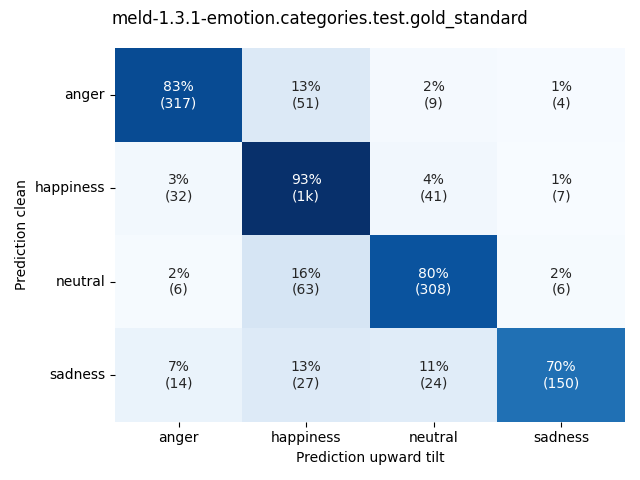 meld-1.3.1-emotion.categories.test.gold_standard
Prediction clean
anger
83%
(317)
13%
(51)
2%
(9)
1%
(4)
happiness
3%
(32)
93%
(1k)
4%
(41)
1%
(7)
neutral
2%
(6)
16%
(63)
80%
(308)
2%
(6)
sadness
7%
(14)
13%
(27)
11%
(24)
70%
(150)
anger
happiness
neutral
sadness
Prediction upward tilt